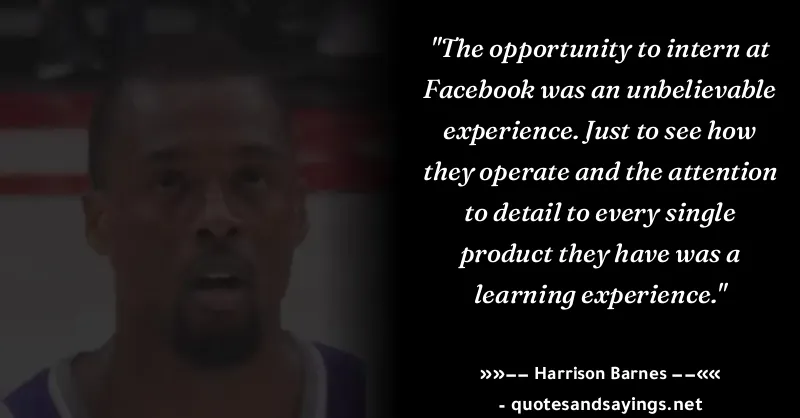 "The opportunity to intern at
Facebook was an unbelievable
experience. Just to see how
they operate and the attention
to detail to every single
product they have was a
learning experience."
»»–– Harrison Barnes ––««
- quotesandsayings.net